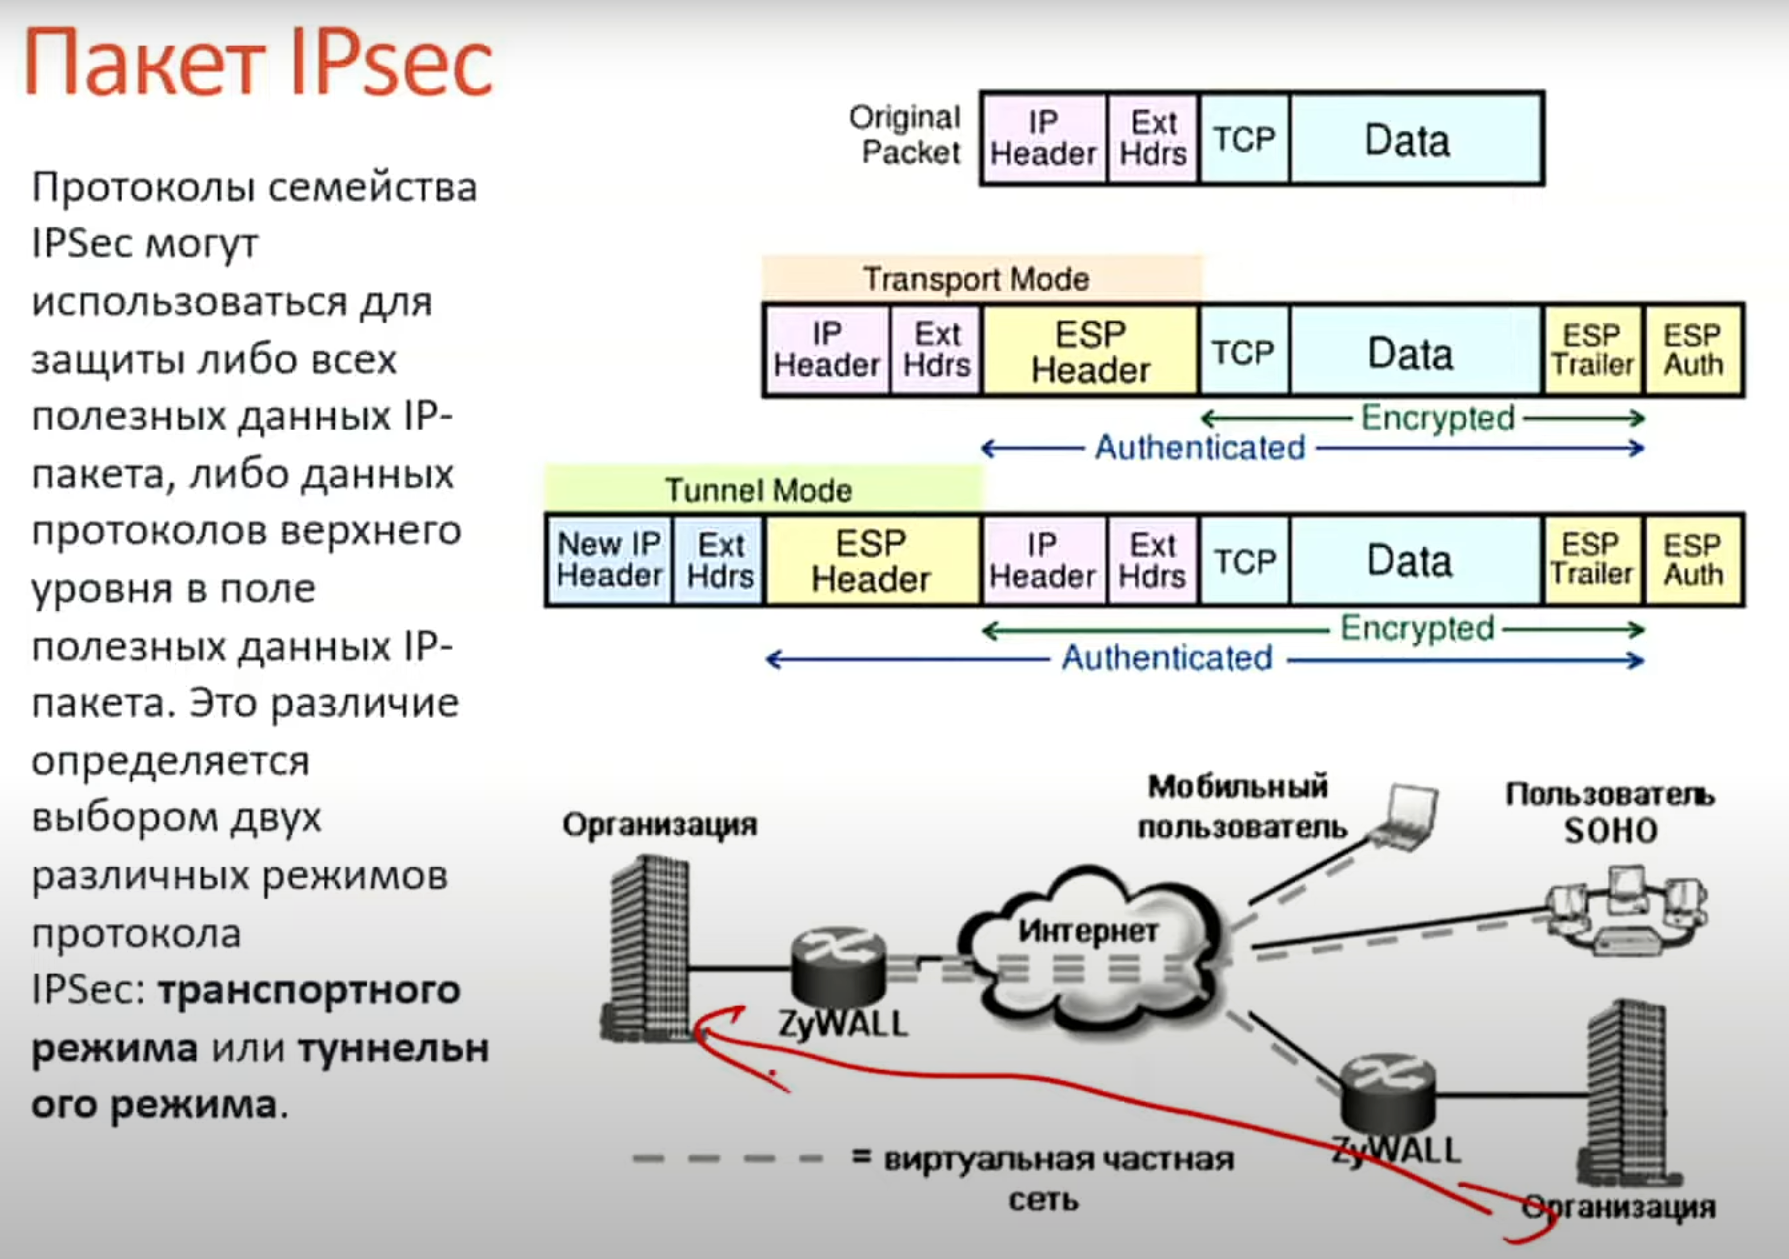 Пакет IPsec
Протоколы семейства
IPSec могут
использоваться для
защиты либо всех
полезных данных IP-
пакета, либо данных
протоколов верхнего
уровня в поле
полезных данных IP-
пакета. Это различие
определяется
выбором двух
различных режимов
протокола
IPSec: транспортного
режима или туннельн
ого режима.
Original
Packet
IP
Header
Ext
Hdrs
TCP
Data
Transport Mode
IP
Header
Ext
Hdrs
ESP
Header
TCP
Data
ESP
Trailer
ESP
Auth
Encrypted
Authenticated
Tunnel Mode
New IP
Header
Ext
Hdrs
ESP
Header
IP
Header
Ext
Hdrs
TCP
Data
ESP
Trailer
ESP
Auth
Encrypted
Authenticated
Организация
Мобильный
пользователь
Пользователь
SOHO
Интернет
ZyWALL
ZyWALL
Организация
= виртуальная частная
сеть